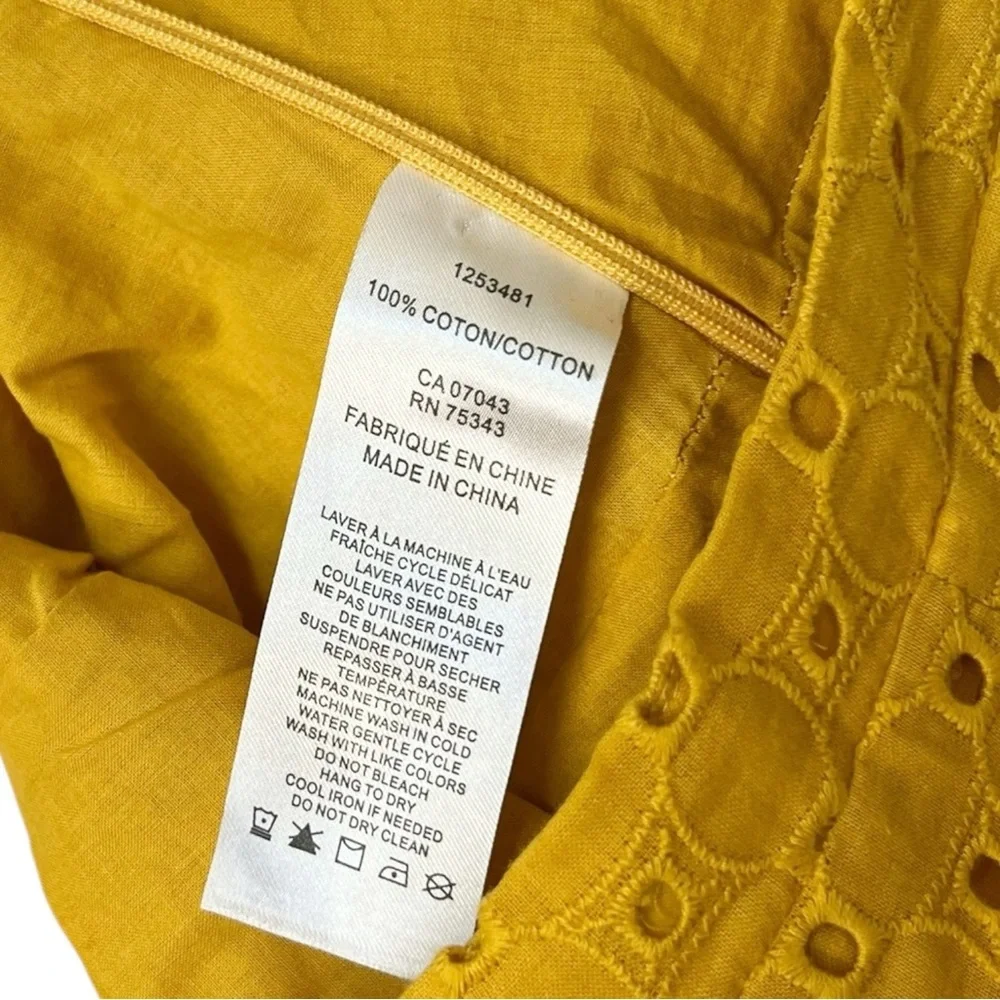 1253481
100% COTON/COTTON
CA 07043
RN 75343
FABRIQUÉ EN CHINE
MADE IN CHINA
LAVER À LA MACHINE À L'EAU
FRAÎCHE CYCLE DÉLICAT
LAVER AVEC DES
COULEURS SEMBLABLES
NE PAS UTILISER D'AGENT
DE BLANCHIMENT
SUSPENDRE POUR SECHER
REPASSER À BASSE
TEMPÉRATURE
NE PAS NETTOYER À SEC
MACHINE WASH IN COLD
WATER GENTLE CYCLE
WASH WITH LIKE COLORS
DO NOT BLEACH
HANG TO DRY
COOL IRON IF NEEDED
DO NOT DRY CLEAN